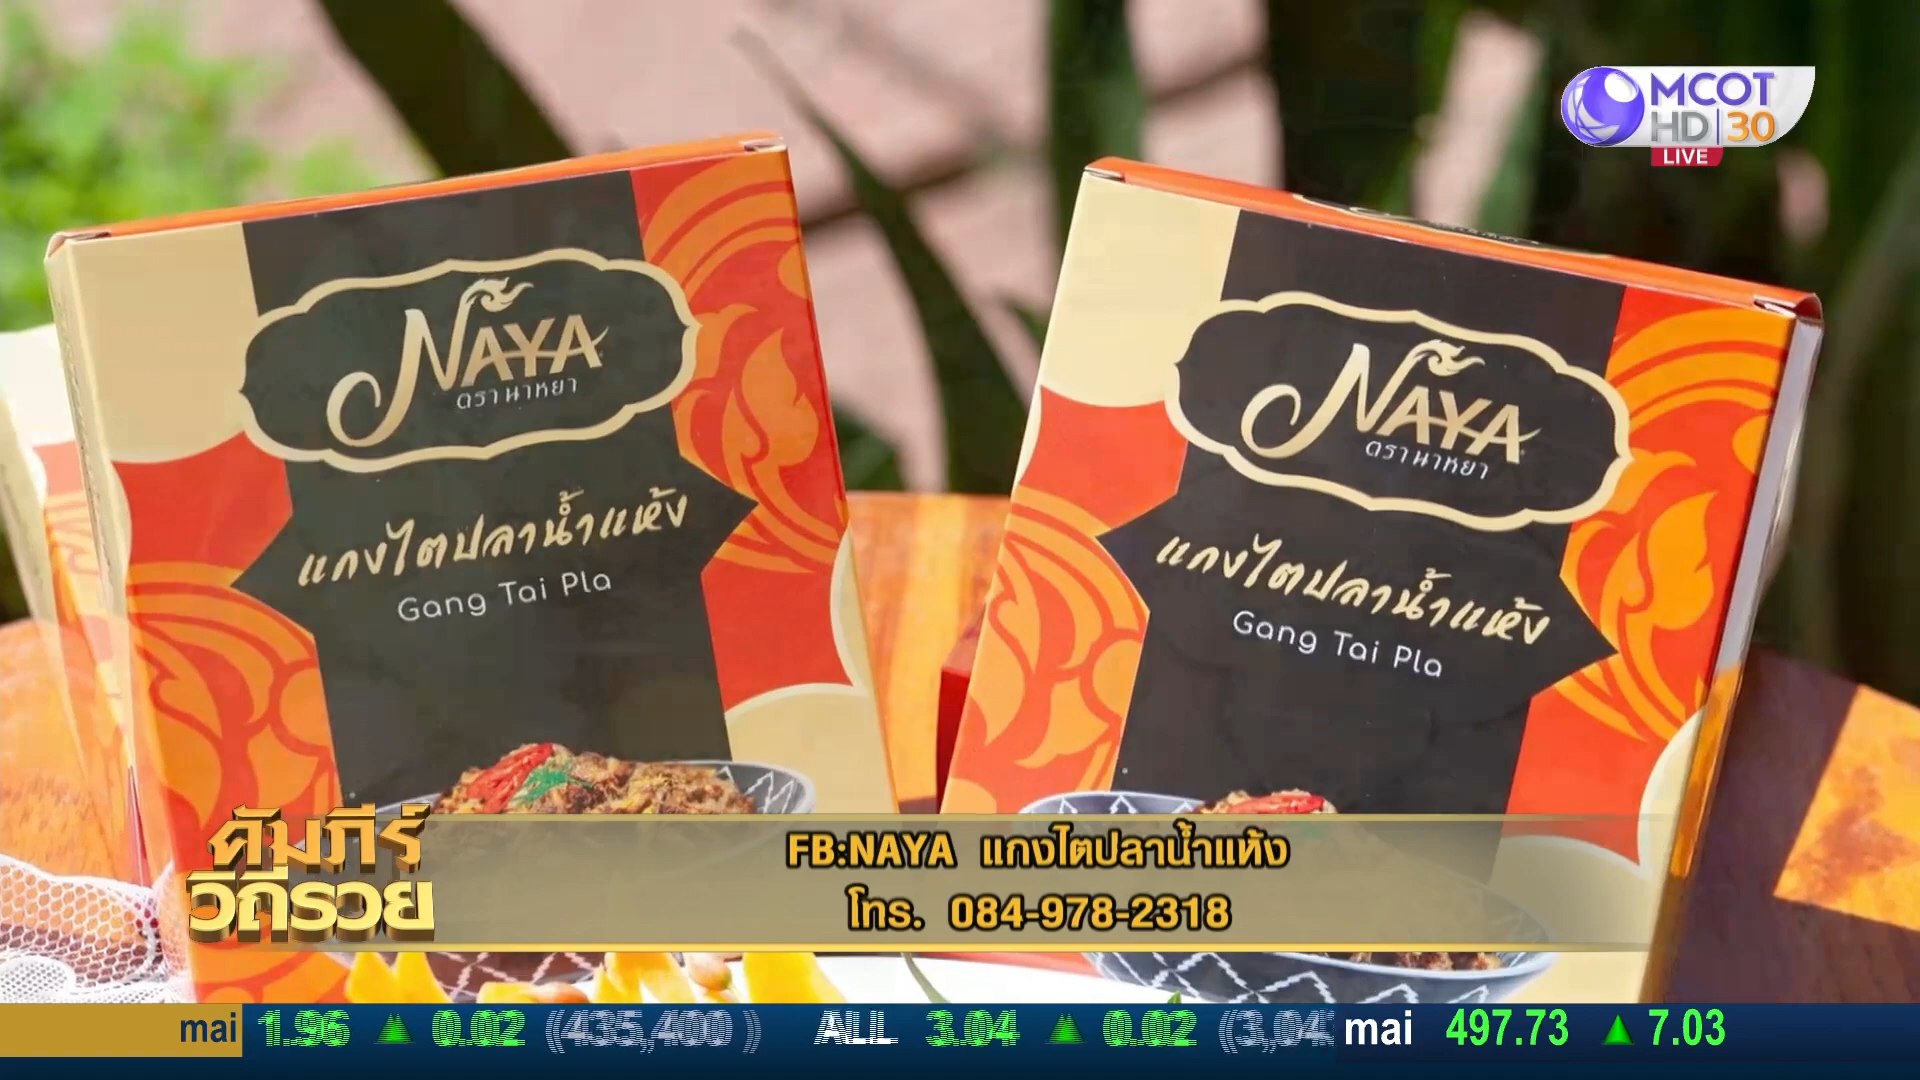 MCOT
HD 30
LIVE
NAYA
ตรานาหยา
แกงไตปลาน้ำแห้ง
Gang Tai Pla
NAYA
ตรานาหยา
แกงไตปลาน้ำแห้ง
Gang Tai Pla
คัมภีร์
วิถีรวย
FB:NAYA แกงไตปลาน้ำแห้ง
โทร. 084-978-2318
mai 1.96 ▲ 0.02 (435,400) ALL 3.04 ▲ 0.02 mai 497.73 ▲ 7.03